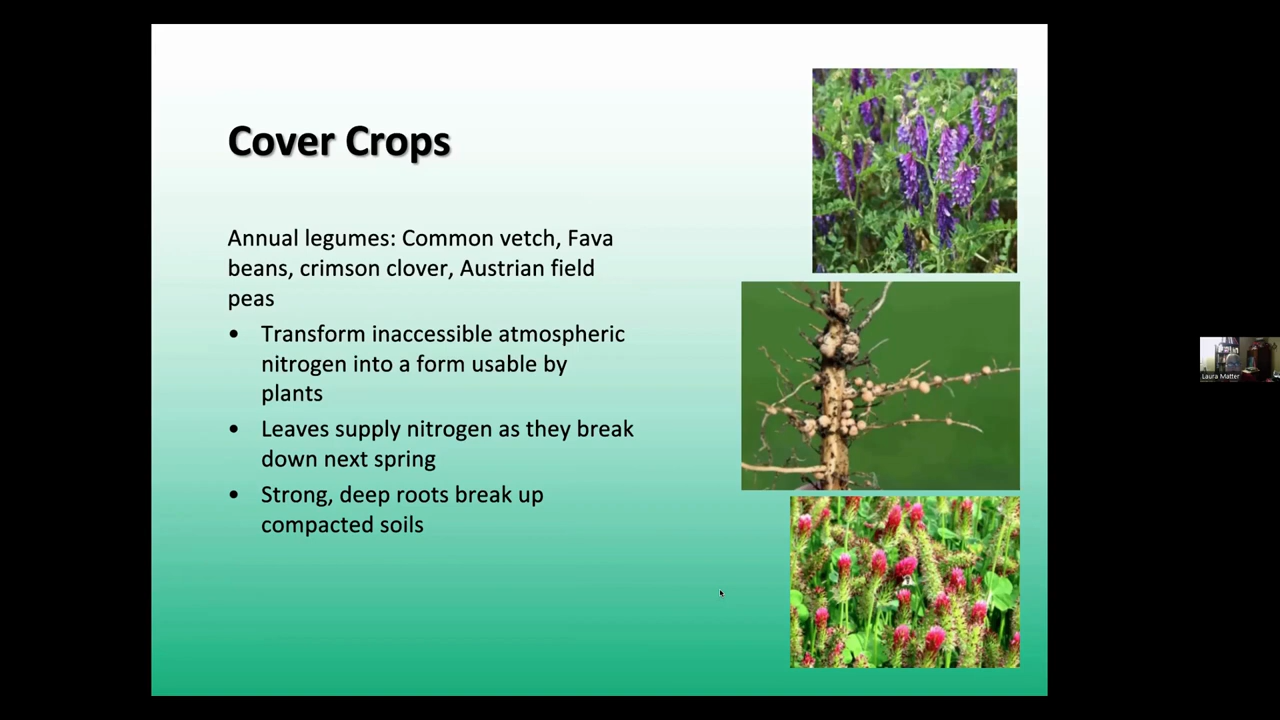 Cover Crops
Annual legumes: Common vetch, Fava
beans, crimson clover, Austrian field
peas
• Transform inaccessible atmospheric
nitrogen into a form usable by
plants
• Leaves supply nitrogen as they break
down next spring
• Strong, deep roots break up
compacted soils
Laura Matter